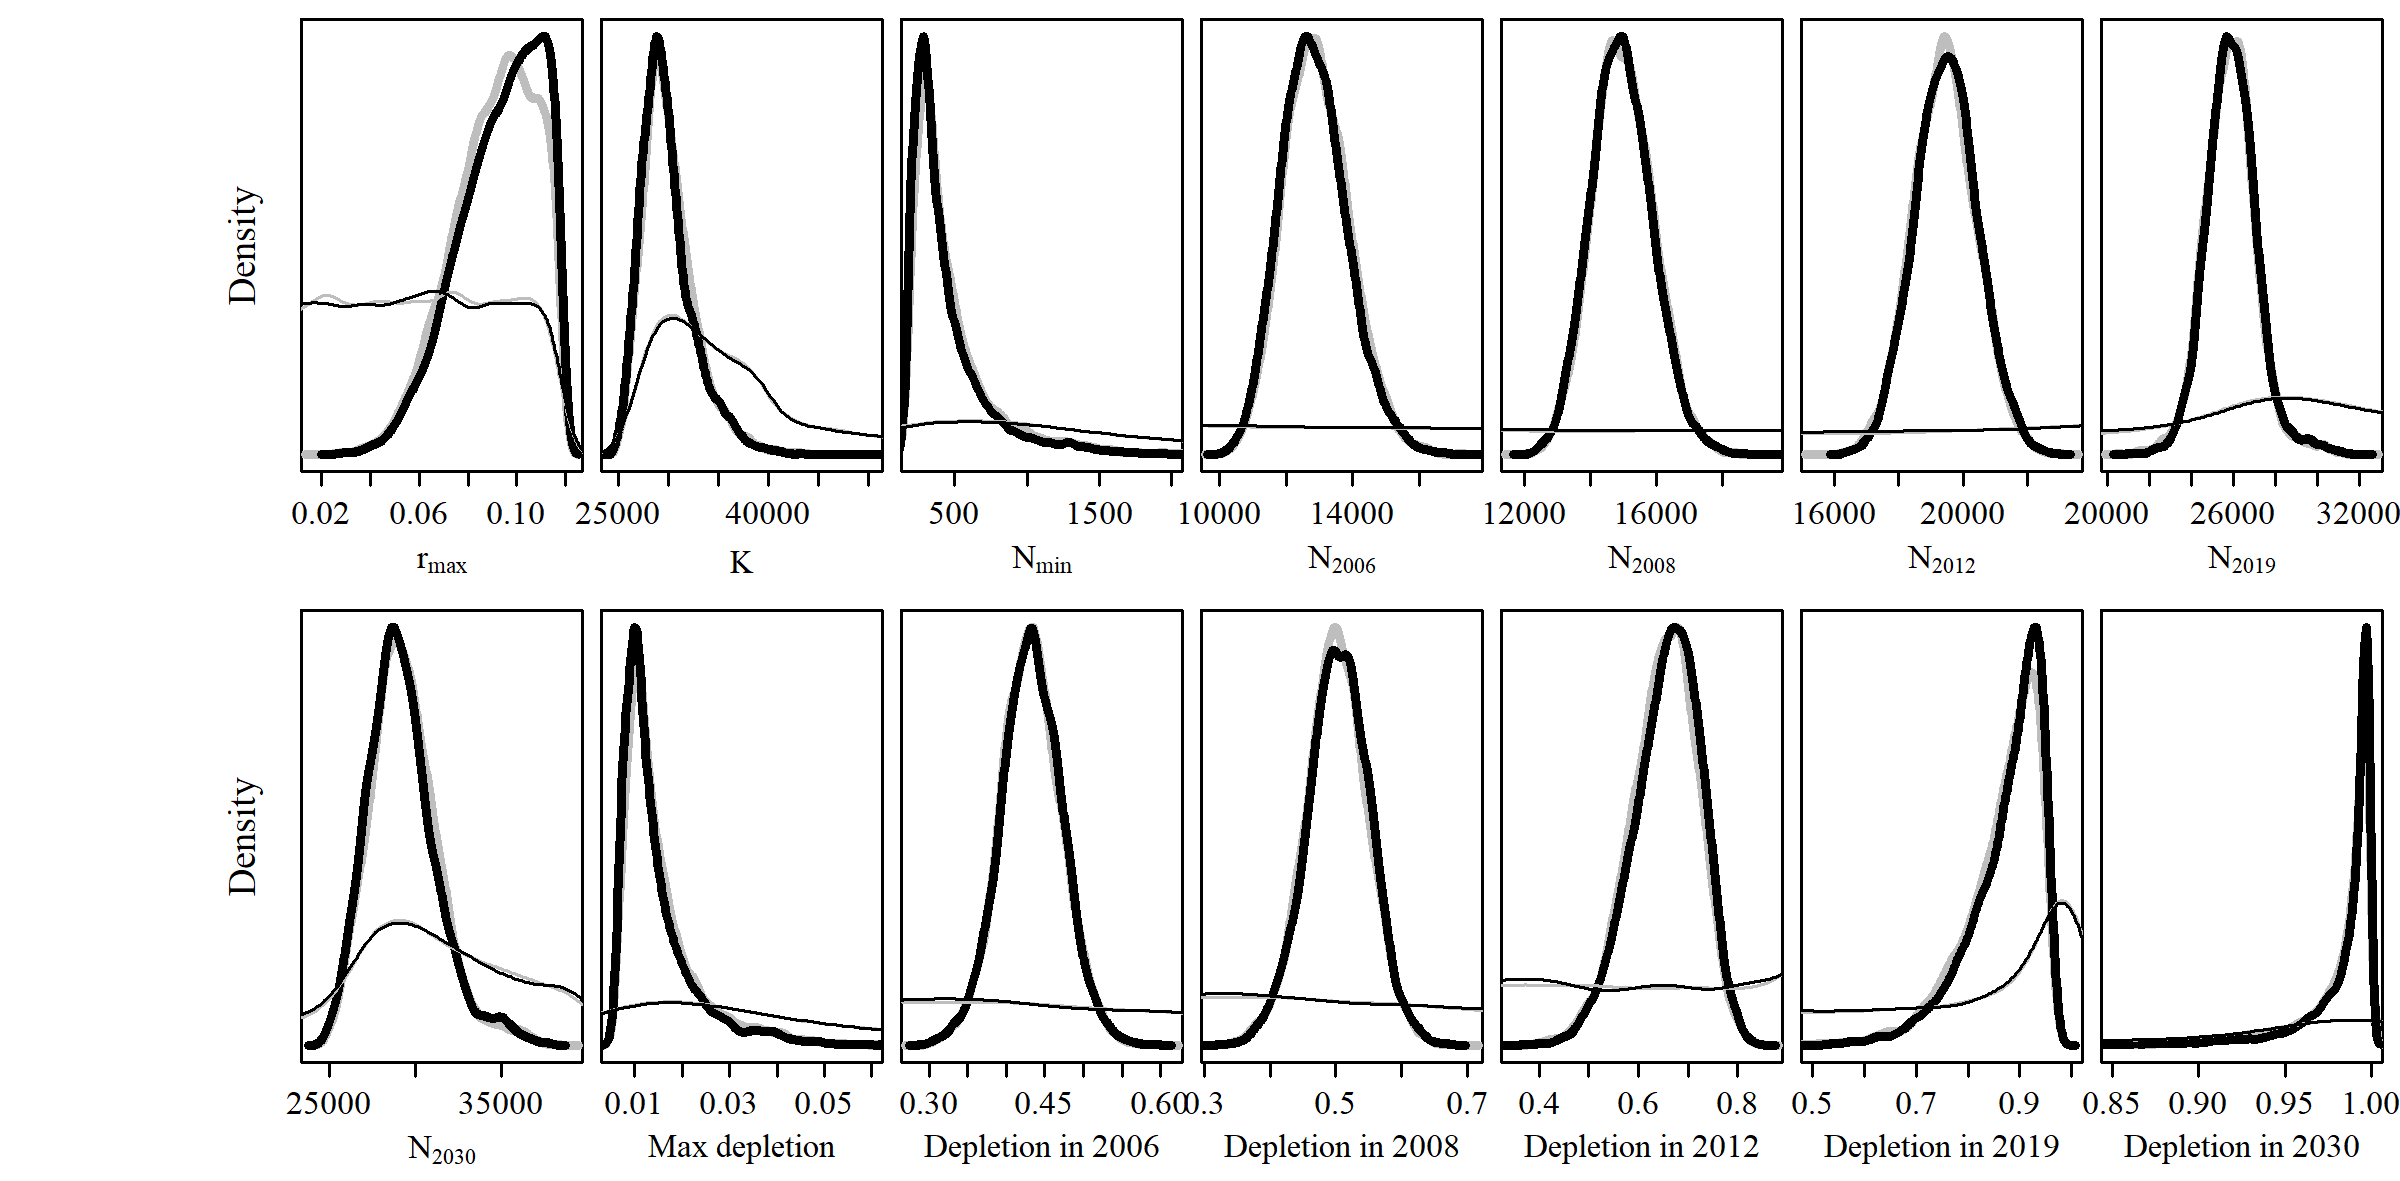 Density
0.02 0.06 0.10 25000 40000 500 1500 10000 14000 12000 16000 16000 20000 20000 26000 32000
rmax K Nmin N2006 N2008 N2012 N2019
Density
25000 35000 0.01 0.03 0.05 0.30 0.45 0.60 0.3 0.5 0.7 0.4 0.6 0.8 0.5 0.7 0.9 0.85 0.90 0.95 1.00
N2030 Max depletion Depletion in 2006 Depletion in 2008 Depletion in 2012 Depletion in 2019 Depletion in 2030